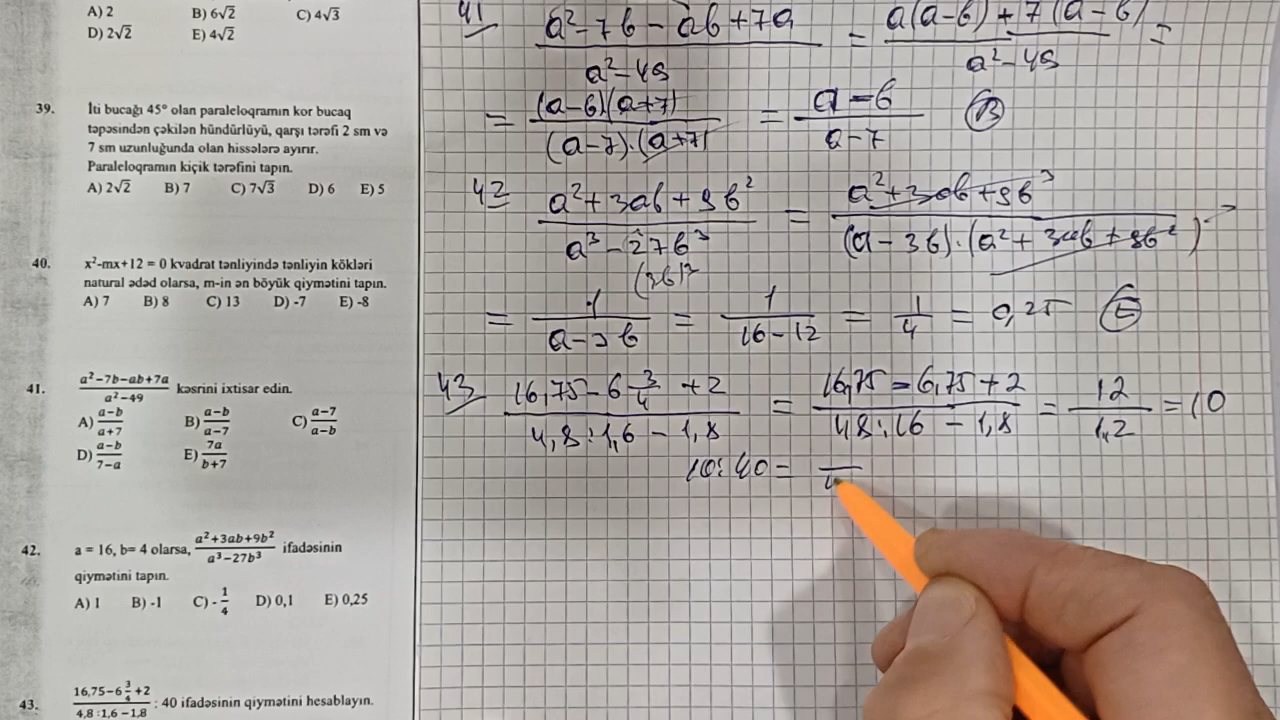 A) 2 B) 6√2 C) 4√3
D) 2√2 E) 4√2
39. İti bucağı 45° olan paraleloqramın kor bucaq
təpəsindən çəkilən hündürlüyü, qarşı tərəfi 2 sm və
7 sm uzunluğunda olan hissələrə ayırır.
Paraleloqramın kiçik tərəfini tapın.
A) 2√2 B) 7 C) 7√3 D) 6 E) 5
40. x²-mx+12 = 0 kvadrat tənliyində tənliyin kökləri
natural ədəd olarsa, m-in ən böyük qiymətini tapın.
A) 7 B) 8 C) 13 D) -7 E) -8
41. (a²−7b−ab+7a)/(a²−49) kəsrini ixtisar edin.
A) (a−b)/(a+7) B) (a−b)/(a−7) C) (a−7)/(a−b)
D) (a−b)/(7−a) E) 7a/(b+7)
42. a = 16, b= 4 olarsa, (a²+3ab+9b²)/(a³−27b³) ifadəsinin
qiymətini tapın.
A) 1 B) -1 C) -1/4 D) 0,1 E) 0,25
43. (16,75−6 3/4+2)/(4,8 :1,6 −1,8) : 40 ifadəsinin qiymətini hesablayın.
41 (a²−7b−ab+7a)/(a²−49) = (a(a−b)+7(a−b))/(a²−49) =
= ((a−b)(a+7))/((a−7)·(a+7)) = (a−b)/(a−7) B
42 (a²+3ab+9b²)/(a³−27b³) = (a²+3ab+9b³)/((a−3b)·(a²+3ab+9b²)) =
(3b)³
= 1/(a−3b) = 1/(16−12) = 1/4 = 0,25 E
43 (16,75−6 3/4+2)/(4,8:1,6−1,8) = (16,75−6,75+2)/(48:16−1,8) = 12/1,2 = 10
10:40 =